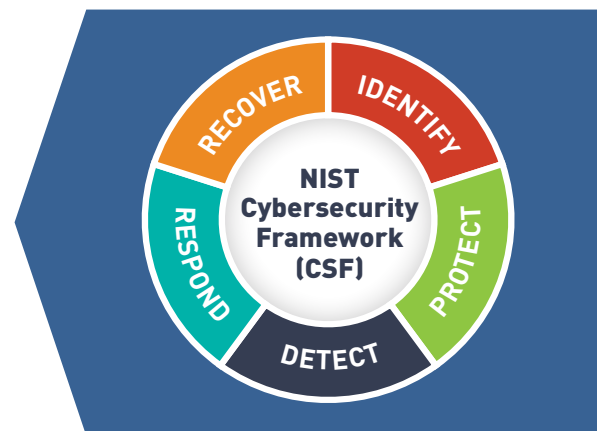 NIST
Cybersecurity
Framework
(CSF)
IDENTIFY
PROTECT
DETECT
RESPOND
RECOVER